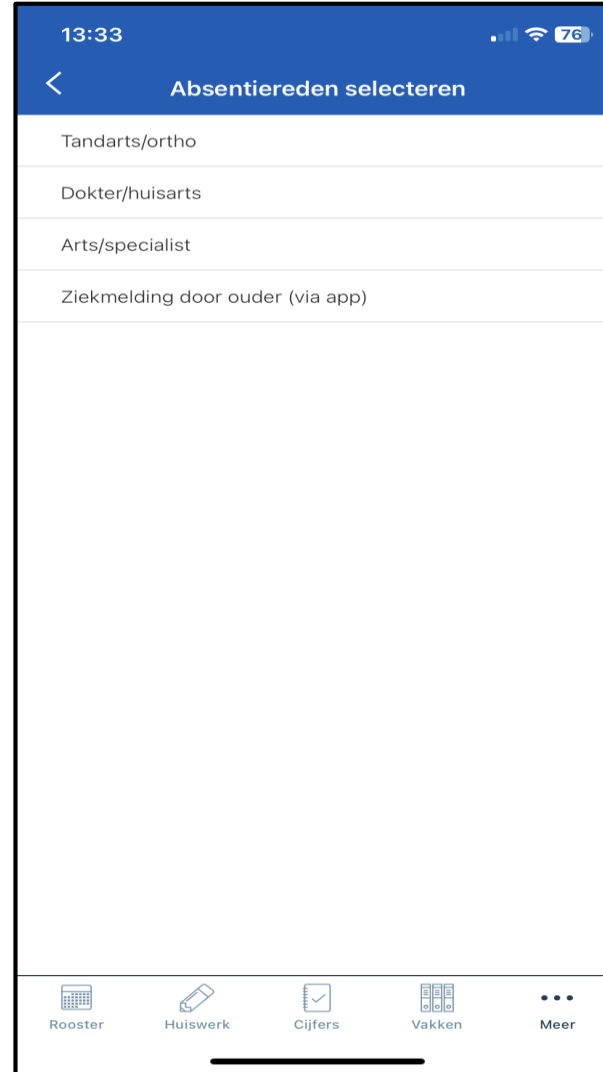 13:33
76
Absentiereden selecteren
Tandarts/ortho
Dokter/huisarts
Arts/specialist
Ziekmelding door ouder (via app)
Rooster Huiswerk Cijfers Vakken Meer